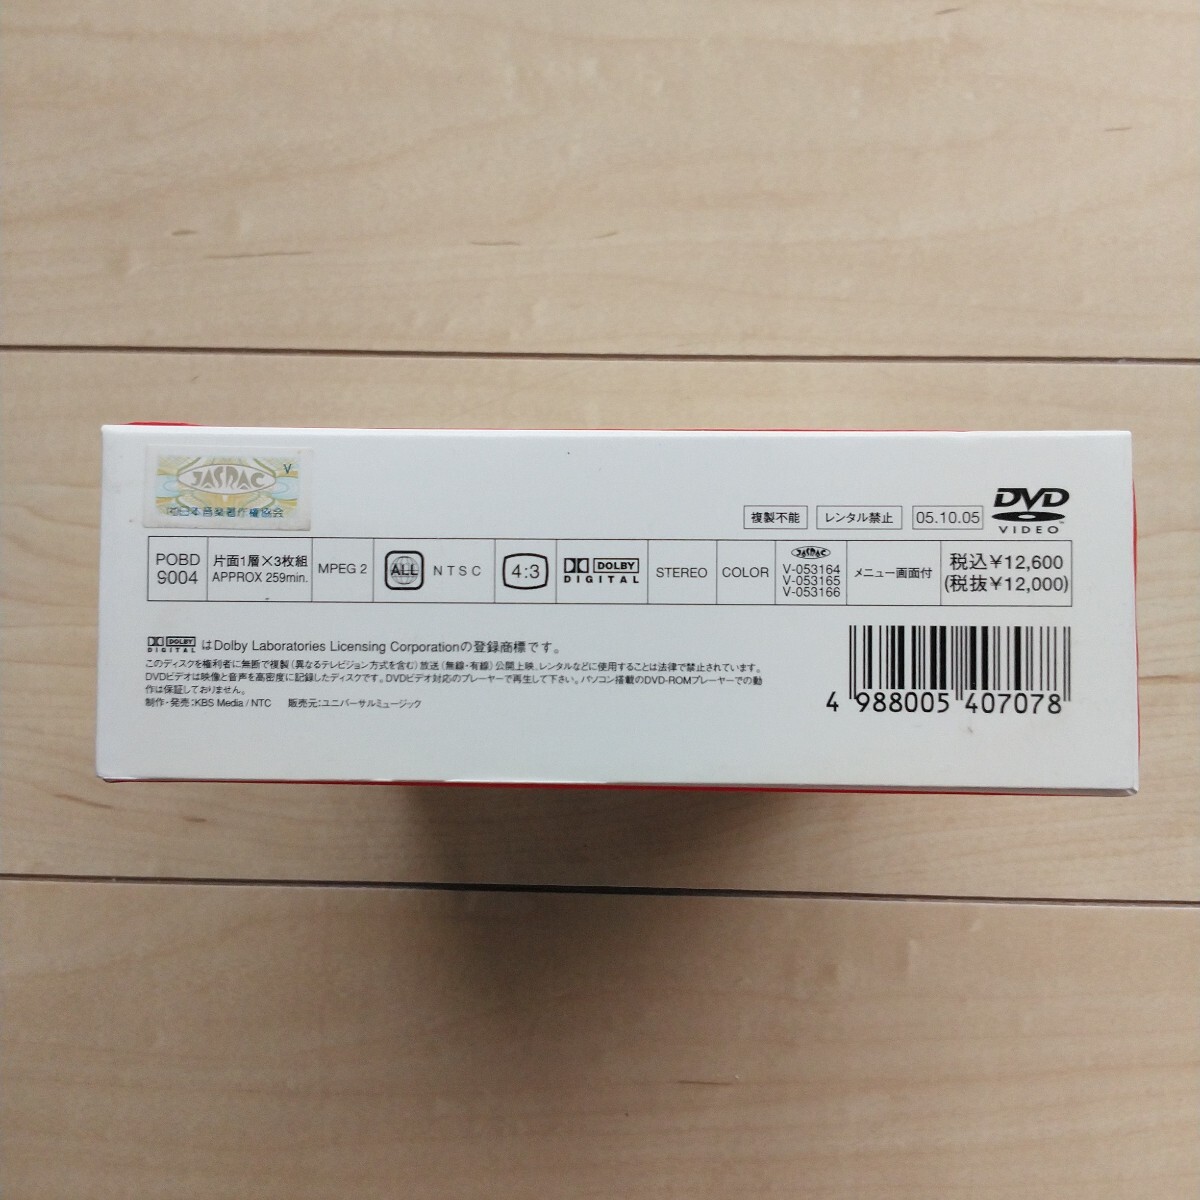 JASRAC V
(社)日本音楽著作権協会
複製不能 レンタル禁止 05.10.05
DVD
VIDEO™
POBD
9004
片面1層×3枚組
APPROX 259min.
MPEG 2
ALL NTSC
4:3
DOLBY
DIGITAL
STEREO
COLOR
JASRAC
V-053164
V-053165
V-053166
メニュー画面付
税込¥12,600
(税抜¥12,000)
DOLBY DIGITAL はDolby Laboratories Licensing Corporationの登録商標です。
このディスクを権利者に無断で複製(異なるテレビジョン方式を含む)放送(無線・有線)公開上映、レンタルなどに使用することは法律で禁止されています。
DVDビデオは映像と音声を高密度に記録したディスクです。DVDビデオ対応のプレーヤーで再生して下さい。パソコン搭載のDVD-ROMプレーヤーでの動
作は保証しておりません。
制作・発売:KBS Media / NTC 販売元:ユニバーサルミュージック
4 988005 407078